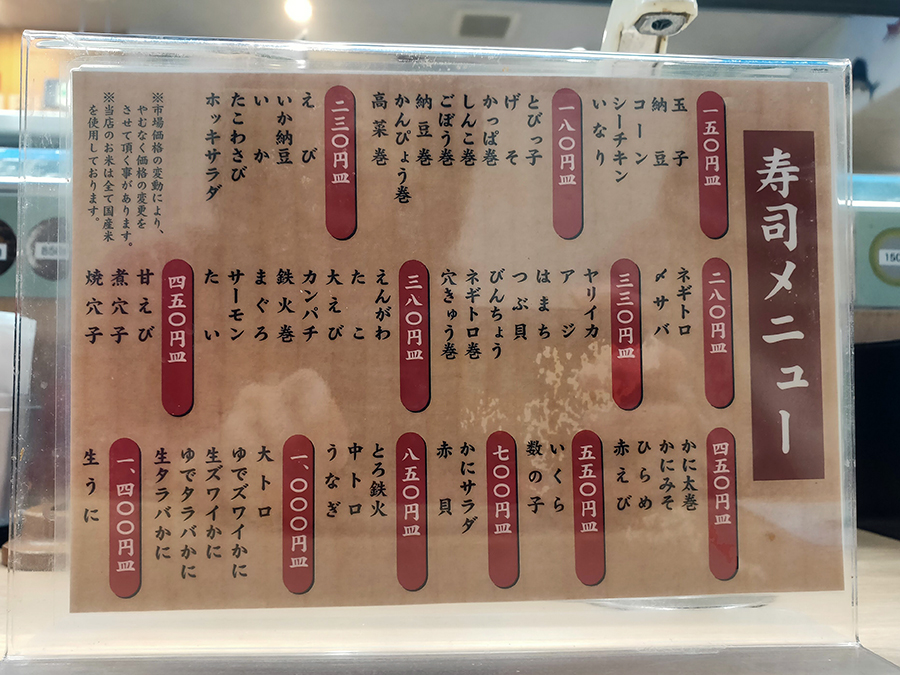 寿司メニュー
一五〇円皿
玉子
納豆
コーン
シーチキン
いなり
一八〇円皿
とびっ子
げそ
かっぱ巻
しんこ巻
ごぼう巻
納豆巻
かんぴょう巻
高菜巻
二三〇円皿
えび
いか納豆
いか
たこわさび
ホッキサラダ
※市場価格の変動により、
やむなく価格の変更を
させて頂く事があります。
※当店のお米は全て国産米
を使用しております。
二八〇円皿
ネギトロ
〆サバ
三三〇円皿
ヤリイカ
アジ
はまち
つぶ貝
びんちょう
ネギトロ巻
穴きゅう巻
三八〇円皿
えんがわ
たこ
大えび
カンパチ
鉄火巻
まぐろ
サーモン
たい
四五〇円皿
甘えび
煮穴子
焼穴子
四五〇円皿
かに太巻
かにみそ
ひらめ
赤えび
五五〇円皿
いくら
数の子
七〇〇円皿
かにサラダ
赤貝
八五〇円皿
とろ鉄火
中トロ
うなぎ
一、〇〇〇円皿
大トロ
ゆでズワイかに
生ズワイかに
ゆでタラバかに
生タラバかに
一、四〇〇円皿
生うに